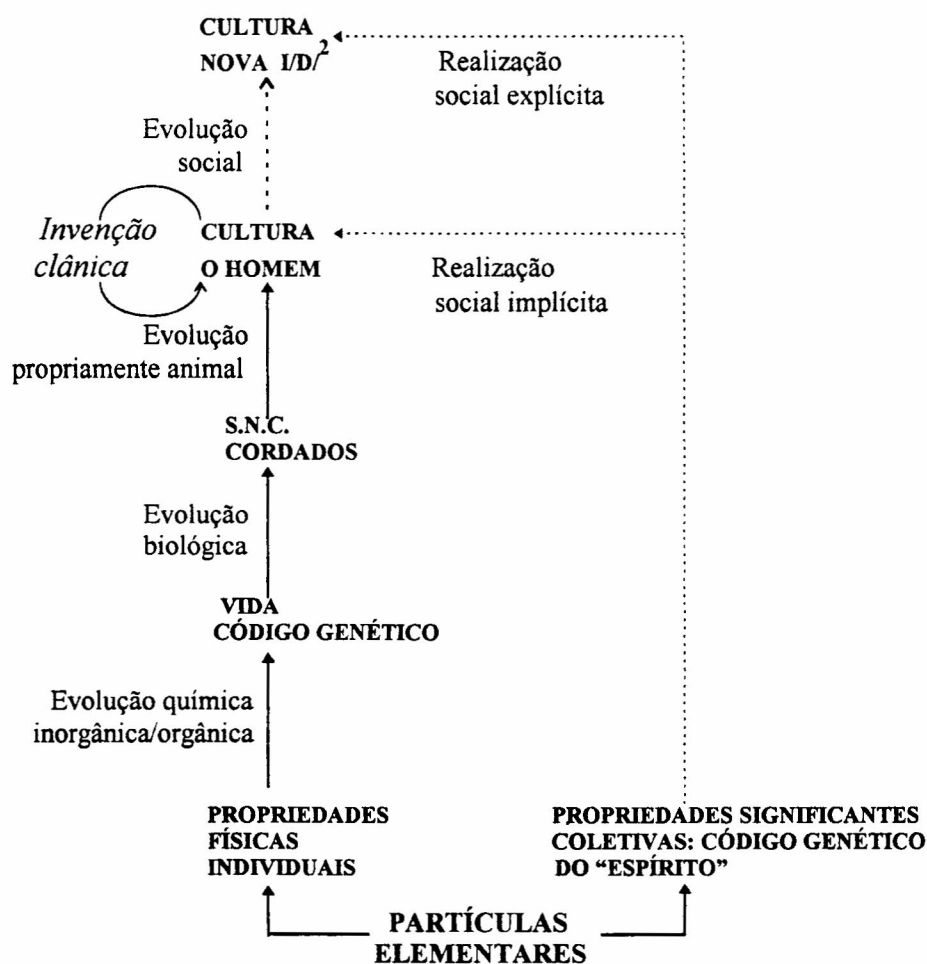 CULTURA
NOVA I/D/²
Realização
social explícita
Evolução
social
Invenção
clânica
CULTURA
O HOMEM
Realização
social implícita
Evolução
propriamente animal
S.N.C.
CORDADOS
Evolução
biológica
VIDA
CÓDIGO GENÉTICO
Evolução química
inorgânica/orgânica
PROPRIEDADES
FÍSICAS
INDIVIDUAIS
PROPRIEDADES SIGNIFICANTES
COLETIVAS: CÓDIGO GENÉTICO
DO “ESPÍRITO”
PARTÍCULAS
ELEMENTARES